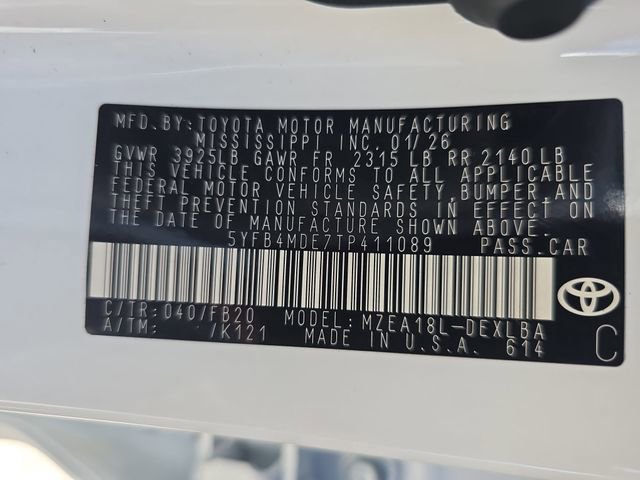 MFD.BY:TOYOTA MOTOR MANUFACTURING
MISSISSIPPI INC. 01/26
GVWR 3925LB GAWR FR 2315 LB RR 2140 LB
THIS VEHICLE CONFORMS TO ALL APPLICABLE
FEDERAL MOTOR VEHICLE SAFETY, BUMPER, AND
THEFT PREVENTION STANDARDS IN EFFECT ON
THE DATE OF MANUFACTURE SHOWN ABOVE.
5YFB4MDE7TP411089 PASS.CAR
C/TR: 040/FB20 MODEL: MZEA18L-DEXLBA
A/TM: /K121 MADE IN U.S.A. 614
C